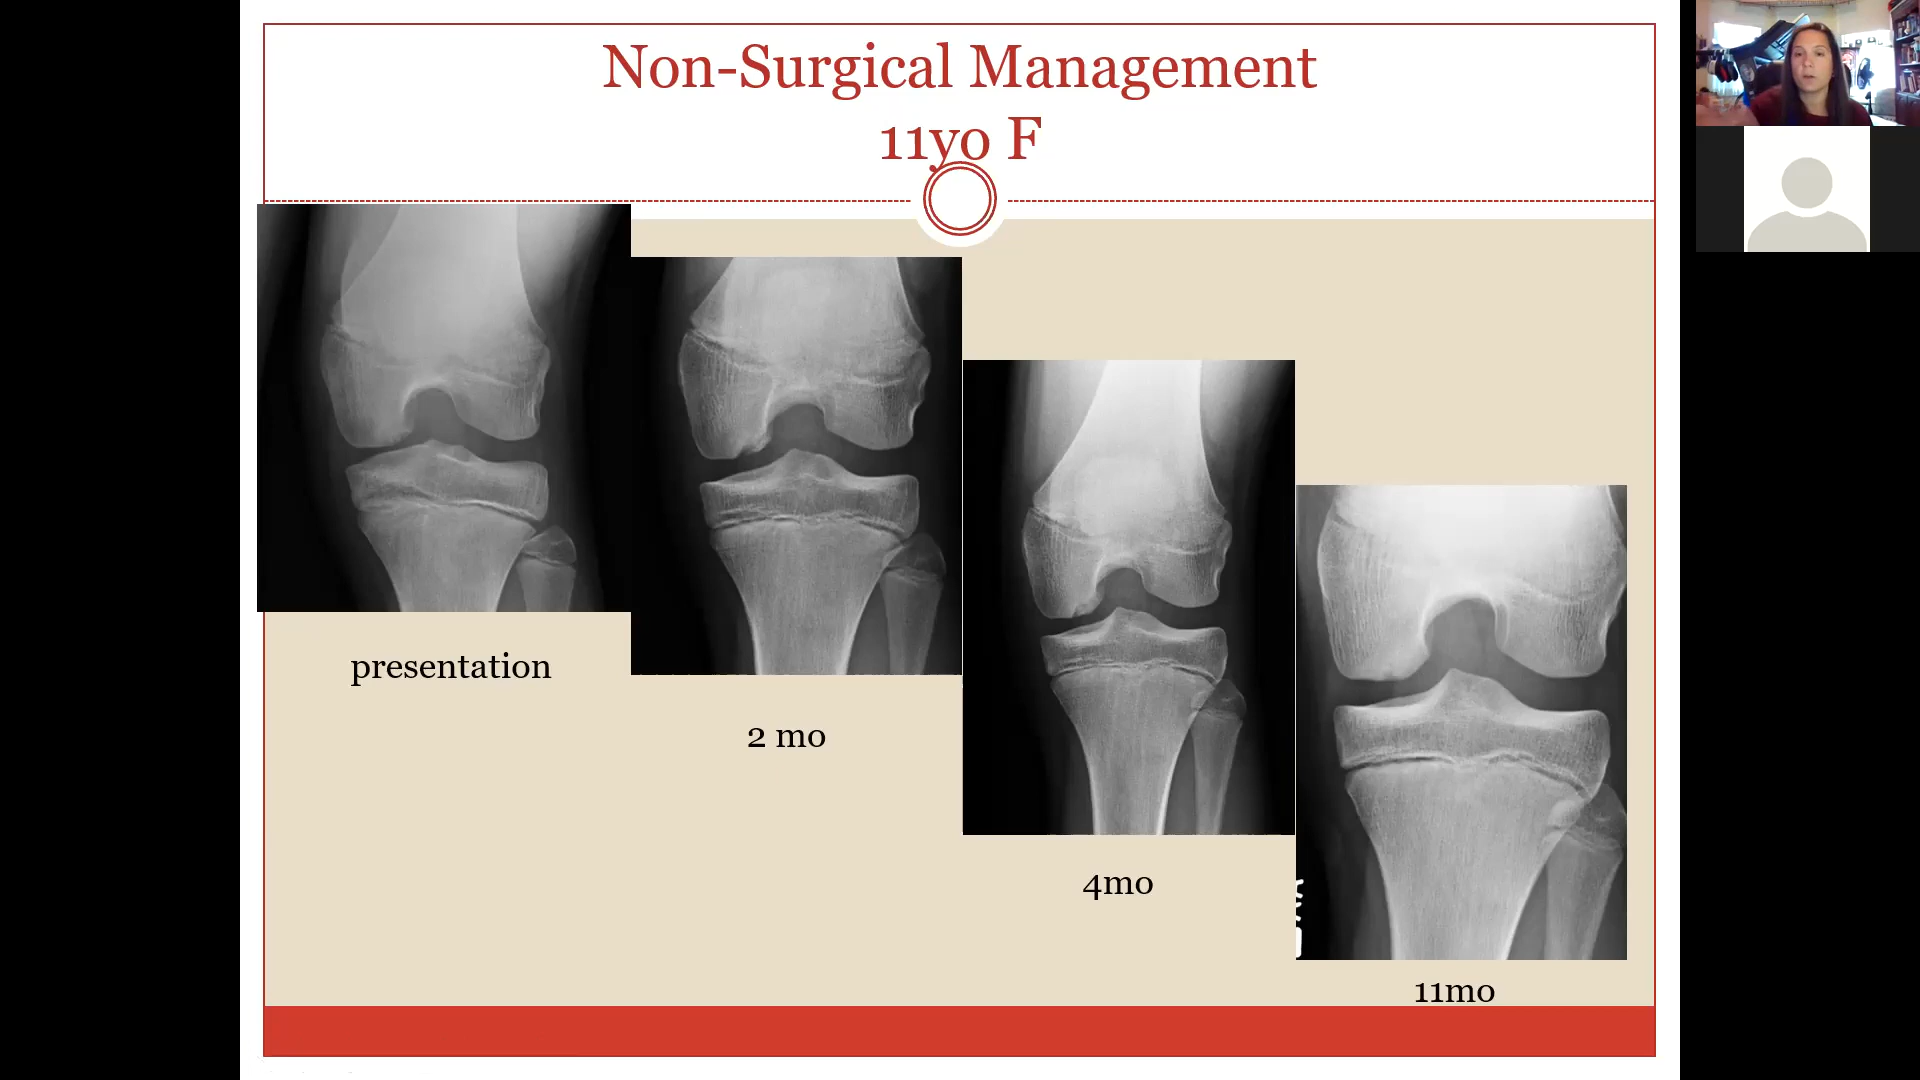 Non-Surgical Management
11yo F
presentation
2 mo
4mo
11mo